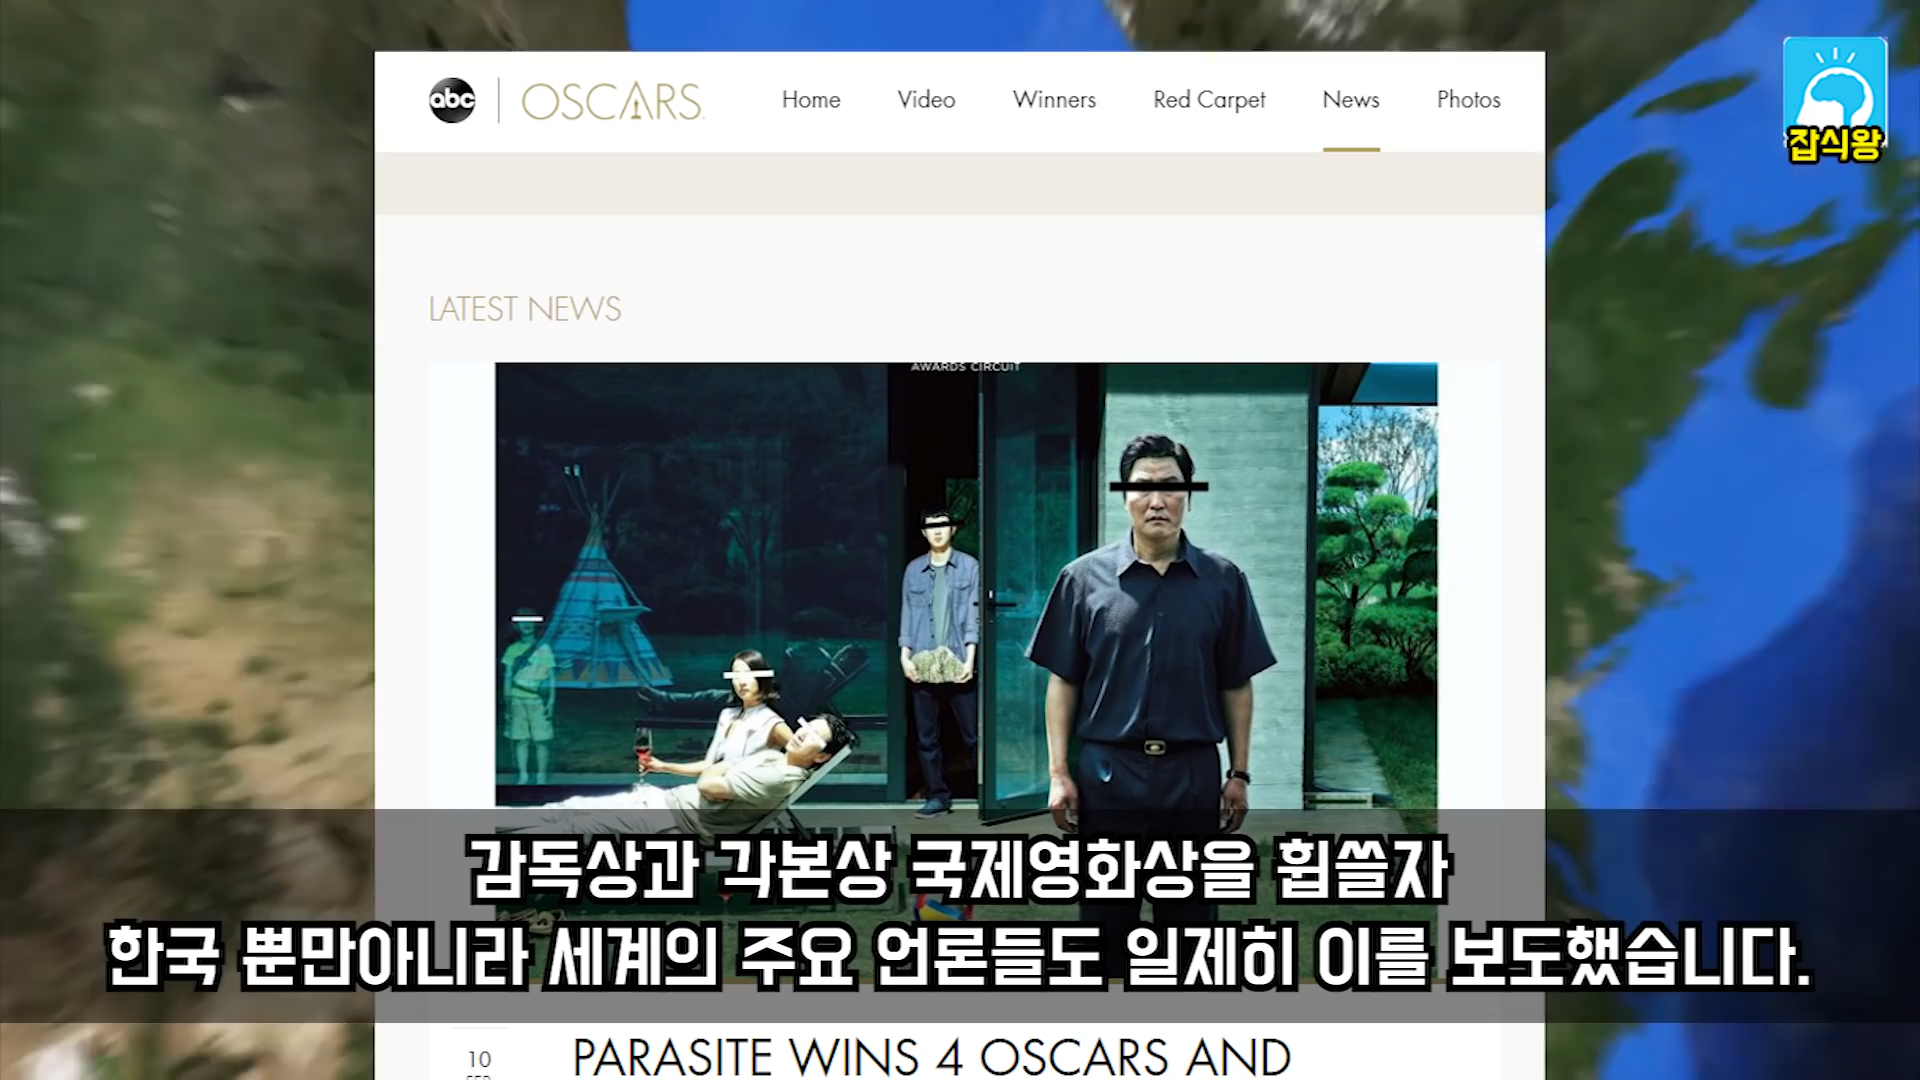 abc
OSCARS
Home
Video
Winners
Red Carpet
News
Photos
잡식왕
LATEST NEWS
AWARDS CIRCUIT
감독상과 각본상 국제영화상을 휩쓸자
한국 뿐만아니라 세계의 주요 언론들도 일제히 이를 보도했습니다.
10
PARASITE WINS 4 OSCARS AND